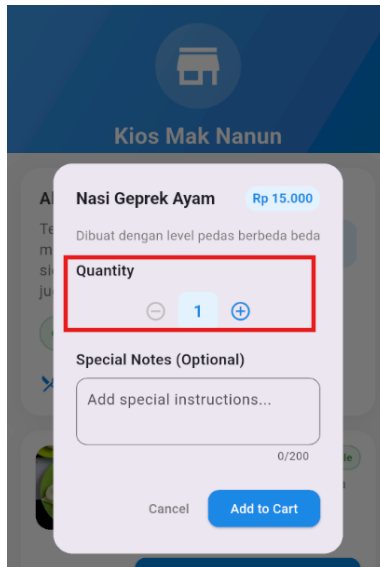 Kios Mak Nanun
Nasi Geprek Ayam
Rp 15.000
Dibuat dengan level pedas berbeda beda
Quantity
1
Special Notes (Optional)
Add special instructions...
0/200
Cancel
Add to Cart